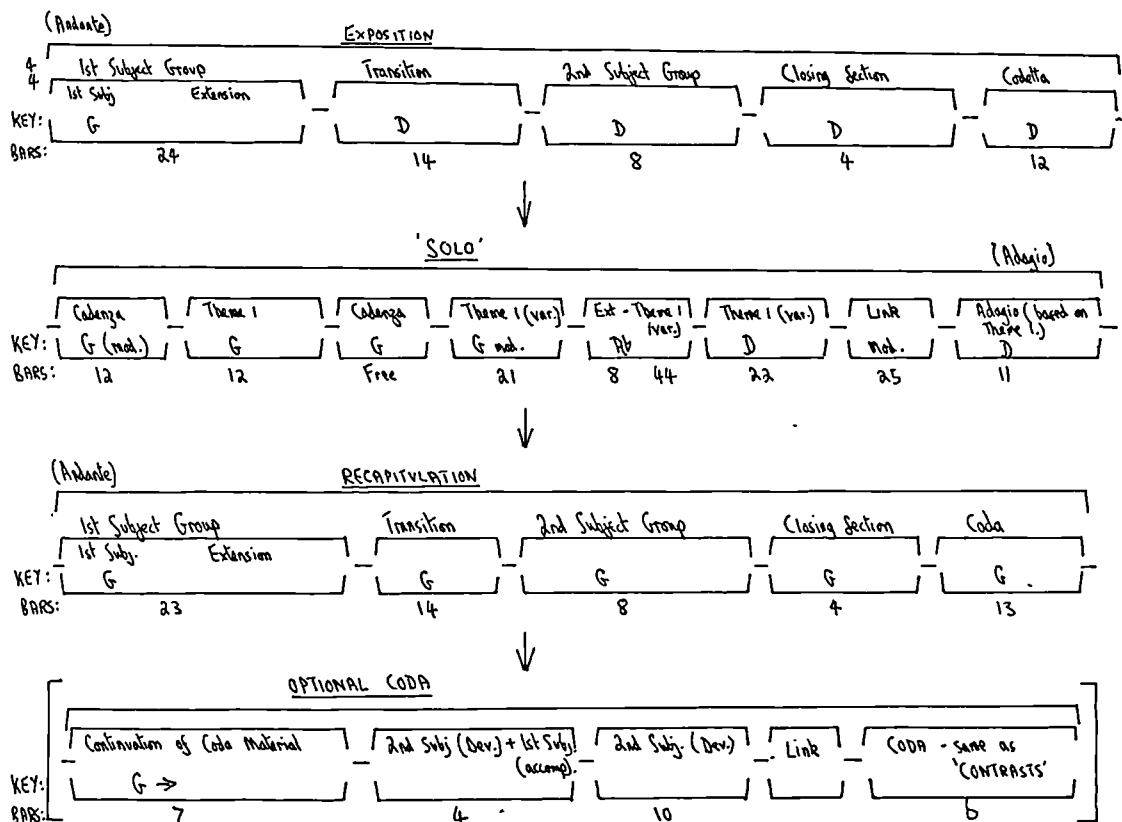 (Andante)
EXPOSITION
4
4
1st Subject Group Transition 2nd Subject Group Closing Section Codetta
1st Subj Extension
KEY: G D D D D
BARS: 24 14 8 4 12
'SOLO'
(Adagio)
Cadenza Theme 1 Cadenza Theme 1 (var.) Ext - Theme 1 (var.) Theme 1 (var.) Link Adagio (based on Theme 1.)
KEY: G (mod.) G G G mod. Ab D Mod. D
BARS: 12 12 Free 21 8 44 22 25 11
(Andante)
RECAPITULATION
1st Subject Group Transition 2nd Subject Group Closing Section Coda
1st Subj. Extension
KEY: G G G G G.
BARS: 23 14 8 4 13
OPTIONAL CODA
Continuation of Coda Material 2nd Subj (Dev.) + 1st Subj. (accomp). 2nd Subj. (Dev.) Link CODA - same as 'CONTRASTS'
KEY: G →
BARS: 7 4 10 6